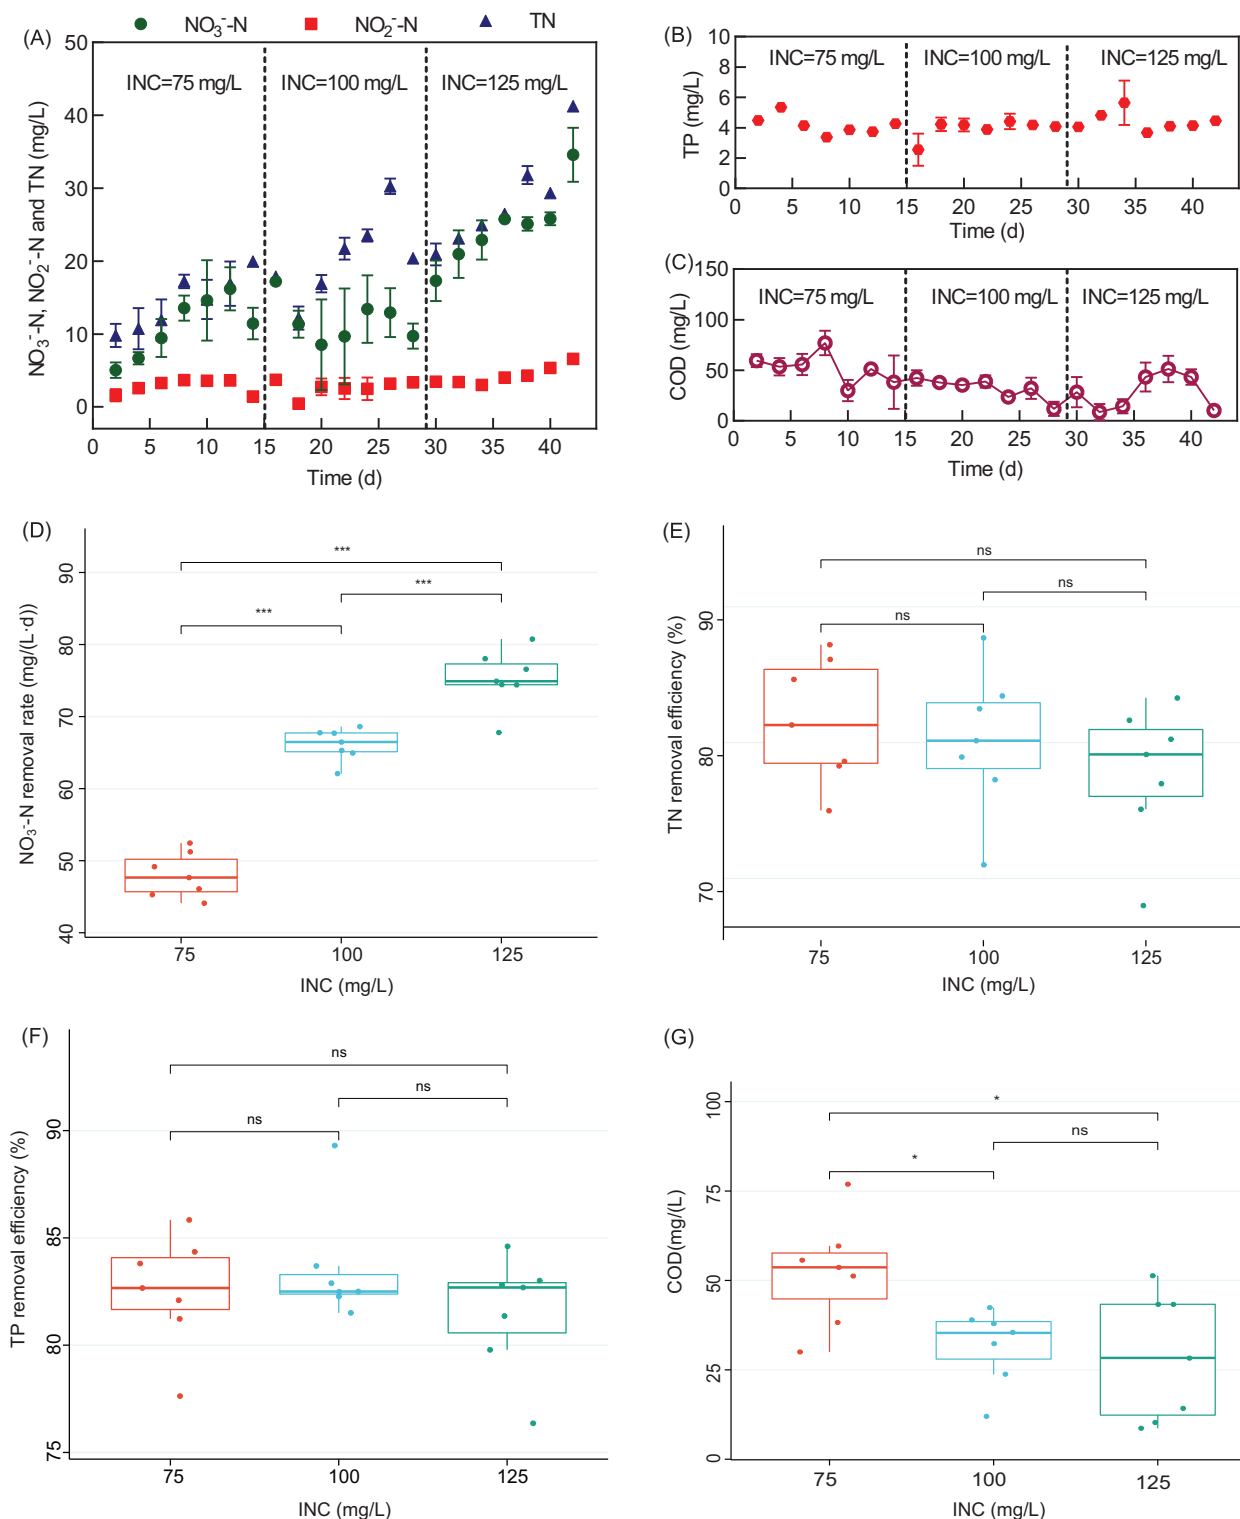 (A)
NO₃⁻-N
NO₂⁻-N
TN
NO₃⁻-N, NO₂⁻-N and TN (mg/L)
50
40
30
20
10
0
INC=75 mg/L
INC=100 mg/L
INC=125 mg/L
0 5 10 15 20 25 30 35 40
Time (d)
(B)
TP (mg/L)
10
8
6
4
2
0
INC=75 mg/L
INC=100 mg/L
INC=125 mg/L
0 5 10 15 20 25 30 35 40
Time (d)
(C)
COD (mg/L)
150
100
50
0
INC=75 mg/L
INC=100 mg/L
INC=125 mg/L
0 5 10 15 20 25 30 35 40
Time (d)
(D)
NO₃⁻-N removal rate (mg/(L·d))
90
80
70
60
50
40
***
***
***
75 100 125
INC (mg/L)
(E)
TN removal efficiency (%)
90
80
70
ns
ns
ns
75 100 125
INC (mg/L)
(F)
TP removal efficiency (%)
90
85
80
75
ns
ns
ns
75 100 125
INC (mg/L)
(G)
COD(mg/(L)
100
75
50
25
0
*
ns
*
75 100 125
INC (mg/L)